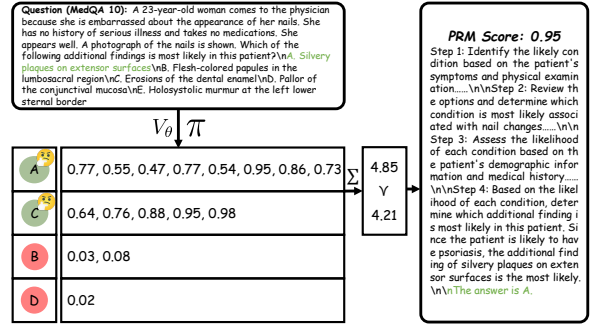 Question (MedQA 10): A 23-year-old woman comes to the physician
because she is embarrassed about the appearance of her nails. She
has no history of serious illness and takes no medications. She
appears well. A photograph of the nails is shown. Which of the
following additional findings is most likely in this patient?\nA. Silvery
plaques on extensor surfaces\nB. Flesh-colored papules in the
lumbosacral region\nC. Erosions of the dental enamel\nD. Pallor of
the conjunctival mucosa\nE. Holosystolic murmur at the left lower
sternal border
Vθ π
A 0.77, 0.55, 0.47, 0.77, 0.54, 0.95, 0.86, 0.73
C 0.64, 0.76, 0.88, 0.95, 0.98
B 0.03, 0.08
D 0.02
Σ
4.85
⋎
4.21
PRM Score: 0.95
Step 1: Identify the likely con
dition based on the patient's
symptoms and physical examin
ation......\n\nStep 2: Review th
e options and determine which
condition is most likely associ
ated with nail changes......\n\n
Step 3: Assess the likelihood
of each condition based on th
e patient's demographic infor
mation and medical history......
\n\nStep 4: Based on the likel
ihood of each condition, deter
mine which additional finding i
s most likely in this patient. Si
nce the patient is likely to hav
e psoriasis, the additional find
ing of silvery plaques on exten
sor surfaces is the most likely.
\n\nThe answer is A.